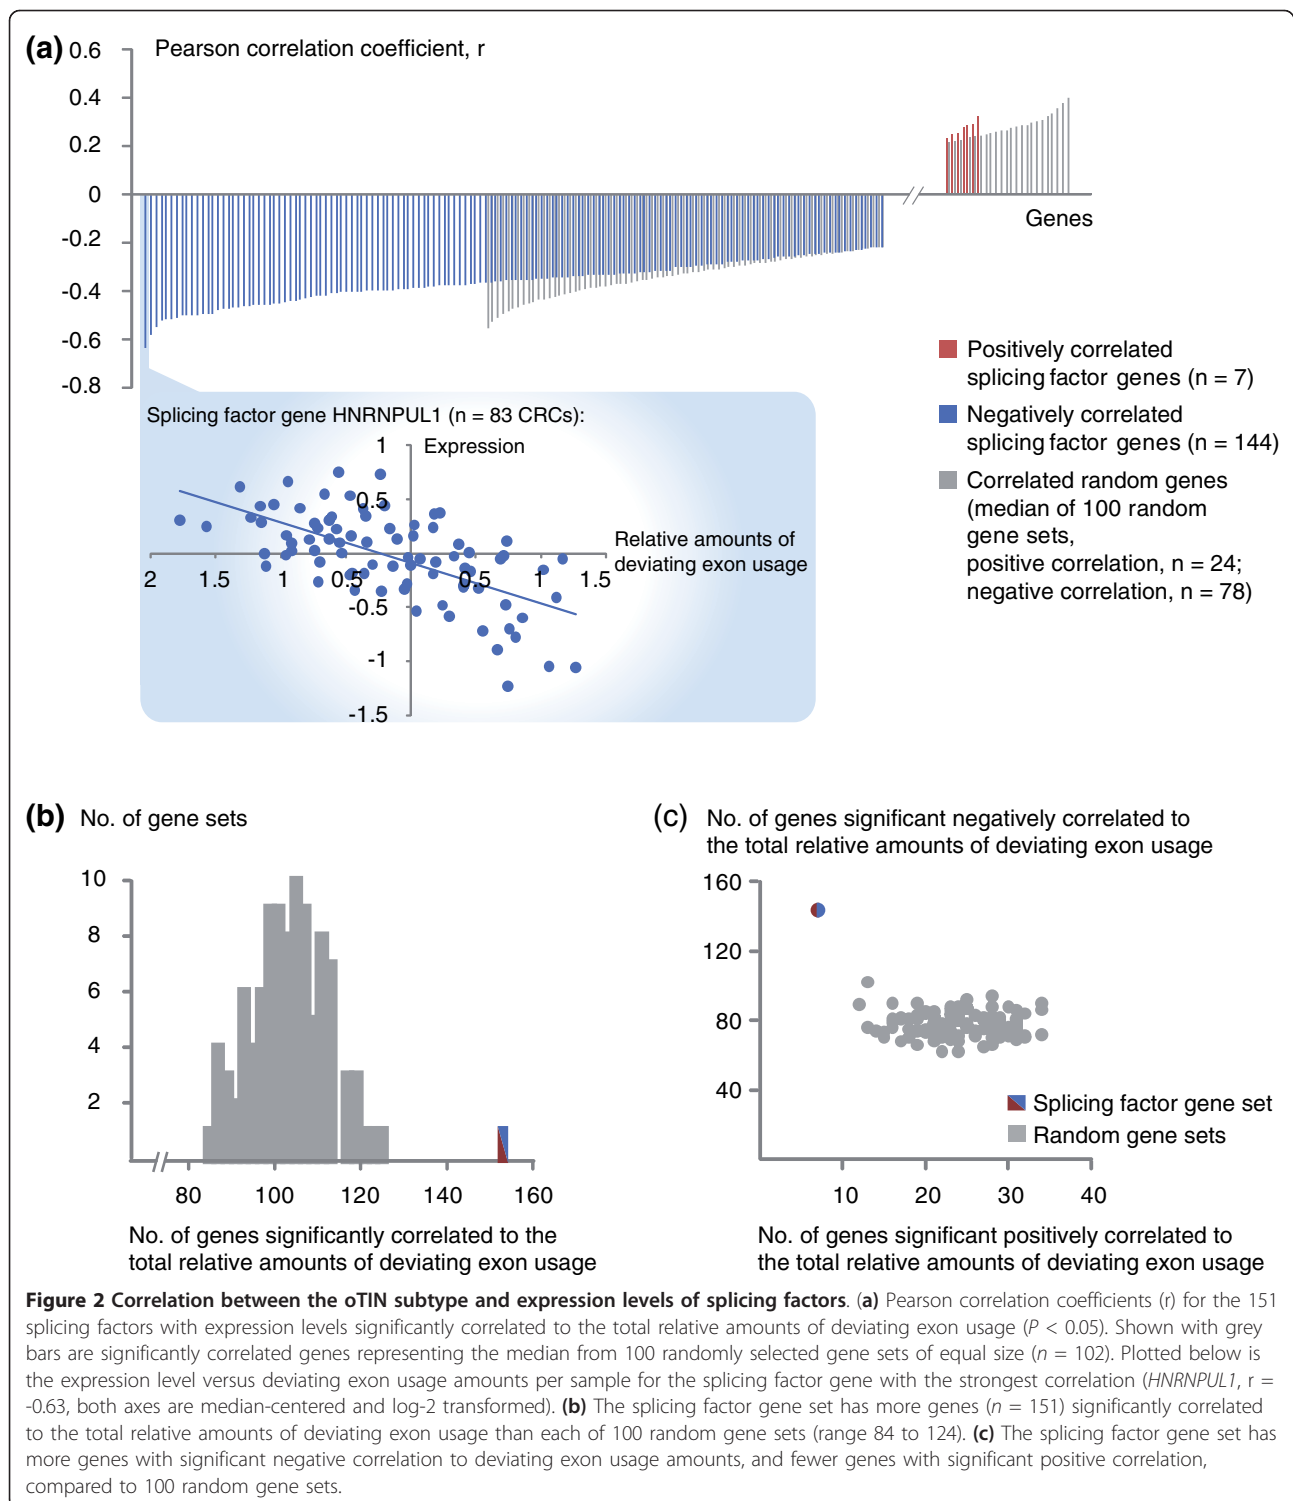 (a) Pearson correlation coefficient, r
0.6
0.4
0.2
0
-0.2
-0.4
-0.6
-0.8
Genes
Positively correlated
splicing factor genes (n = 7)
Negatively correlated
splicing factor genes (n = 144)
Correlated random genes
(median of 100 random
gene sets,
positive correlation, n = 24;
negative correlation, n = 78)
Splicing factor gene HNRNPUL1 (n = 83 CRCs):
Expression
1
0.5
-0.5
-1
-1.5
2 1.5 1 0.5 0 0.5 1 1.5
Relative amounts of
deviating exon usage
(b) No. of gene sets
10
8
6
4
2
80 100 120 140 160
No. of genes significantly correlated to the
total relative amounts of deviating exon usage
(c) No. of genes significant negatively correlated to
the total relative amounts of deviating exon usage
160
120
80
40
Splicing factor gene set
Random gene sets
10 20 30 40
No. of genes significant positively correlated to
the total relative amounts of deviating exon usage
Figure 2 Correlation between the oTIN subtype and expression levels of splicing factors. (a) Pearson correlation coefficients (r) for the 151
splicing factors with expression levels significantly correlated to the total relative amounts of deviating exon usage (P < 0.05). Shown with grey
bars are significantly correlated genes representing the median from 100 randomly selected gene sets of equal size (n = 102). Plotted below is
the expression level versus deviating exon usage amounts per sample for the splicing factor gene with the strongest correlation (HNRNPUL1, r =
-0.63, both axes are median-centered and log-2 transformed). (b) The splicing factor gene set has more genes (n = 151) significantly correlated
to the total relative amounts of deviating exon usage than each of 100 random gene sets (range 84 to 124). (c) The splicing factor gene set has
more genes with significant negative correlation to deviating exon usage amounts, and fewer genes with significant positive correlation,
compared to 100 random gene sets.